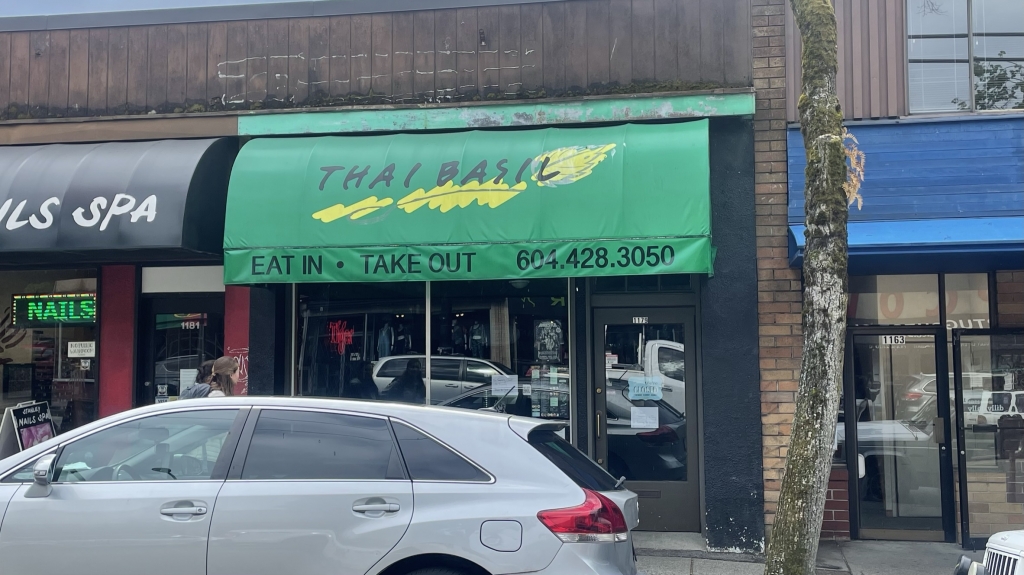 THAI BASIL
EAT IN • TAKE OUT 604.428.3050
ILS SPA
NAILS
1181
1179
1163
NAILS SPA